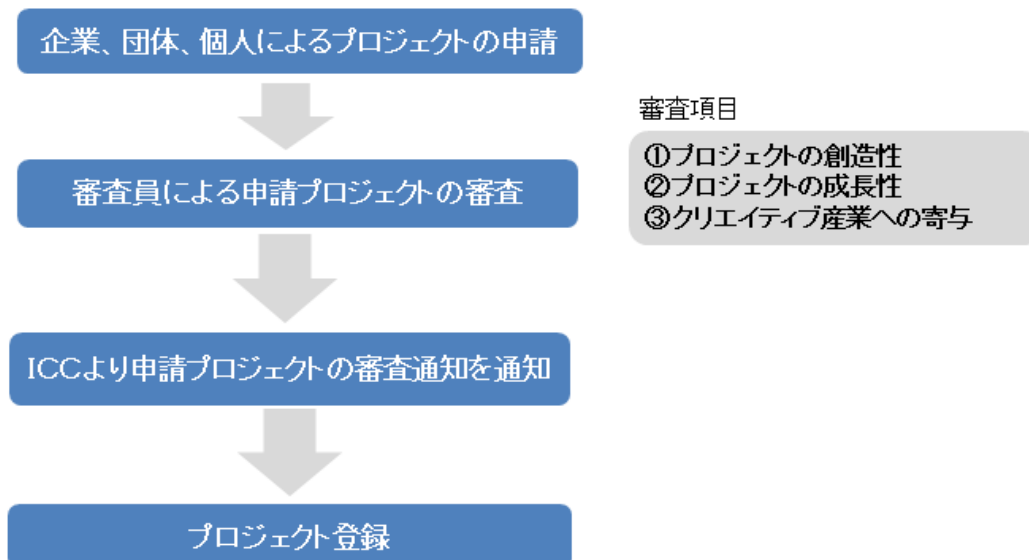 企業、団体、個人によるプロジェクトの申請
審査項目
①プロジェクトの創造性
②プロジェクトの成長性
③クリエイティブ産業への寄与
審査員による申請プロジェクトの審査
ICCより申請プロジェクトの審査通知を通知
プロジェクト登録